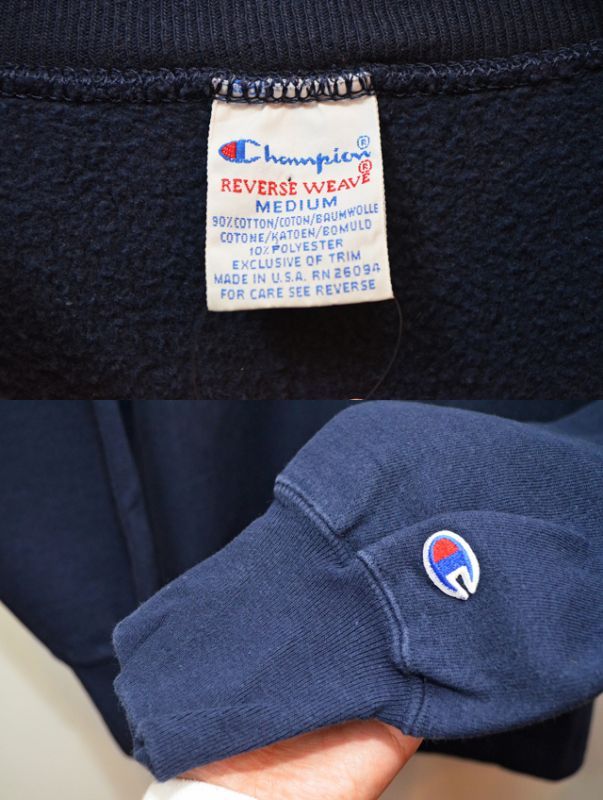 Champion®
REVERSE WEAVE®
MEDIUM
90% COTTON/COTON/BAUMWOLLE
COTONE/KATOEN/BOMULD
10% POLYESTER
EXCLUSIVE OF TRIM
MADE IN U.S.A. RN 26094
FOR CARE SEE REVERSE